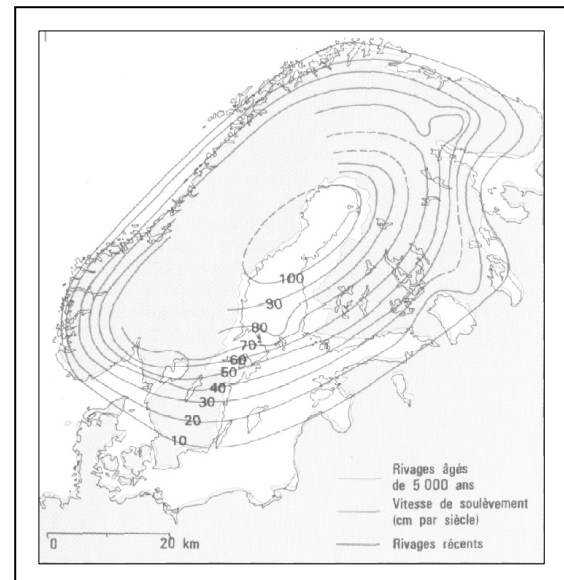 100
90
80
70
60
50
40
30
20
10
Rivages âgés
de 5 000 ans
Vitesse de soulèvement
(cm par siècle)
Rivages récents
0 20 km